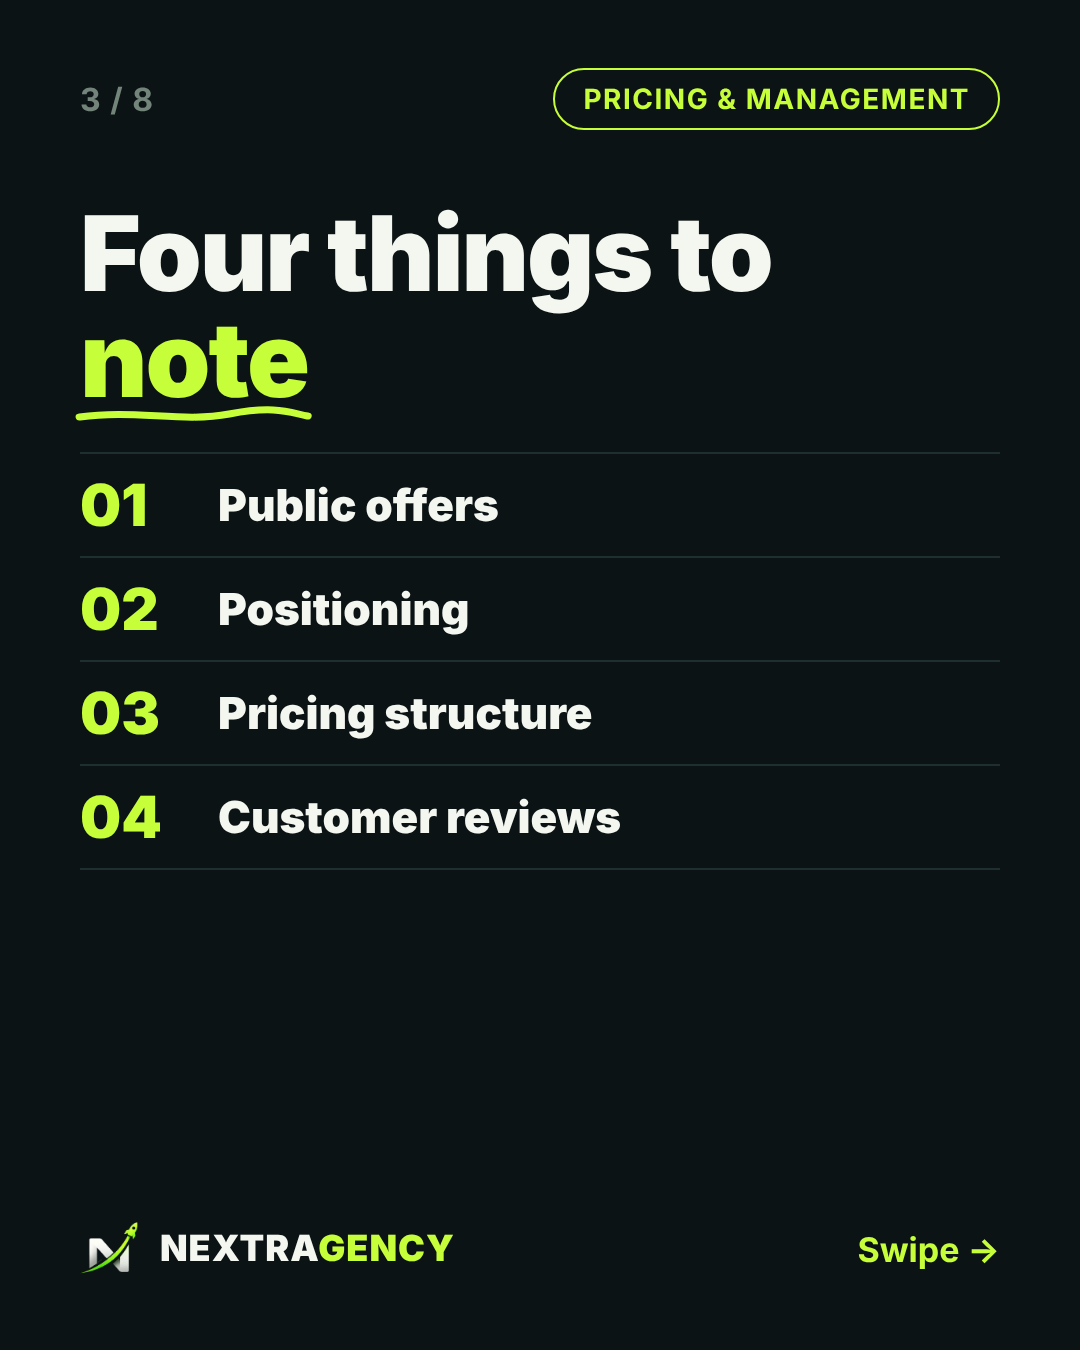 3 / 8
PRICING & MANAGEMENT
Four things to
note
01 Public offers
02 Positioning
03 Pricing structure
04 Customer reviews
NEXTRAGENCY
Swipe →